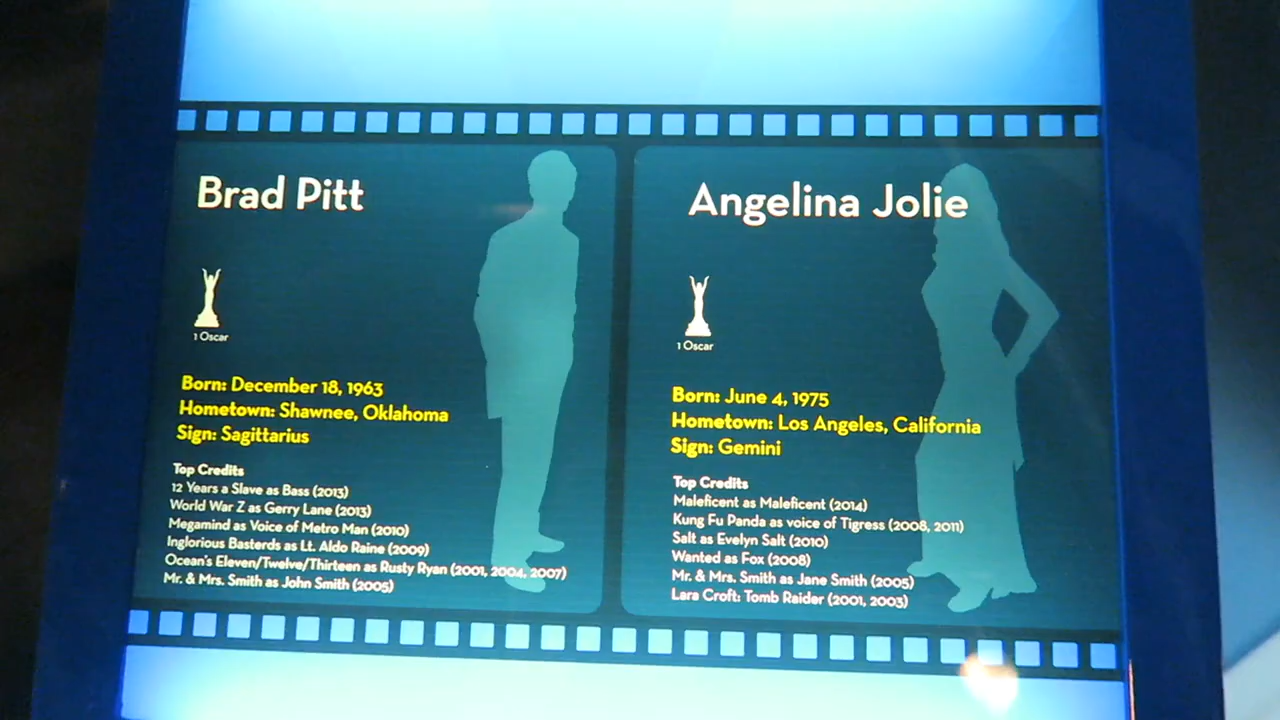 Brad Pitt
1 Oscar
Born: December 18, 1963
Hometown: Shawnee, Oklahoma
Sign: Sagittarius
Top Credits
12 Years a Slave as Bass (2013)
World War Z as Gerry Lane (2013)
Megamind as Voice of Metro Man (2010)
Inglorious Basterds as Lt. Aldo Raine (2009)
Ocean's Eleven/Twelve/Thirteen as Rusty Ryan (2001, 2004, 2007)
Mr. & Mrs. Smith as John Smith (2005)
Angelina Jolie
1 Oscar
Born: June 4, 1975
Hometown: Los Angeles, California
Sign: Gemini
Top Credits
Maleficent as Maleficent (2014)
Kung Fu Panda as voice of Tigress (2008, 2011)
Salt as Evelyn Salt (2010)
Wanted as Fox (2008)
Mr. & Mrs. Smith as Jane Smith (2005)
Lara Croft: Tomb Raider (2001, 2003)